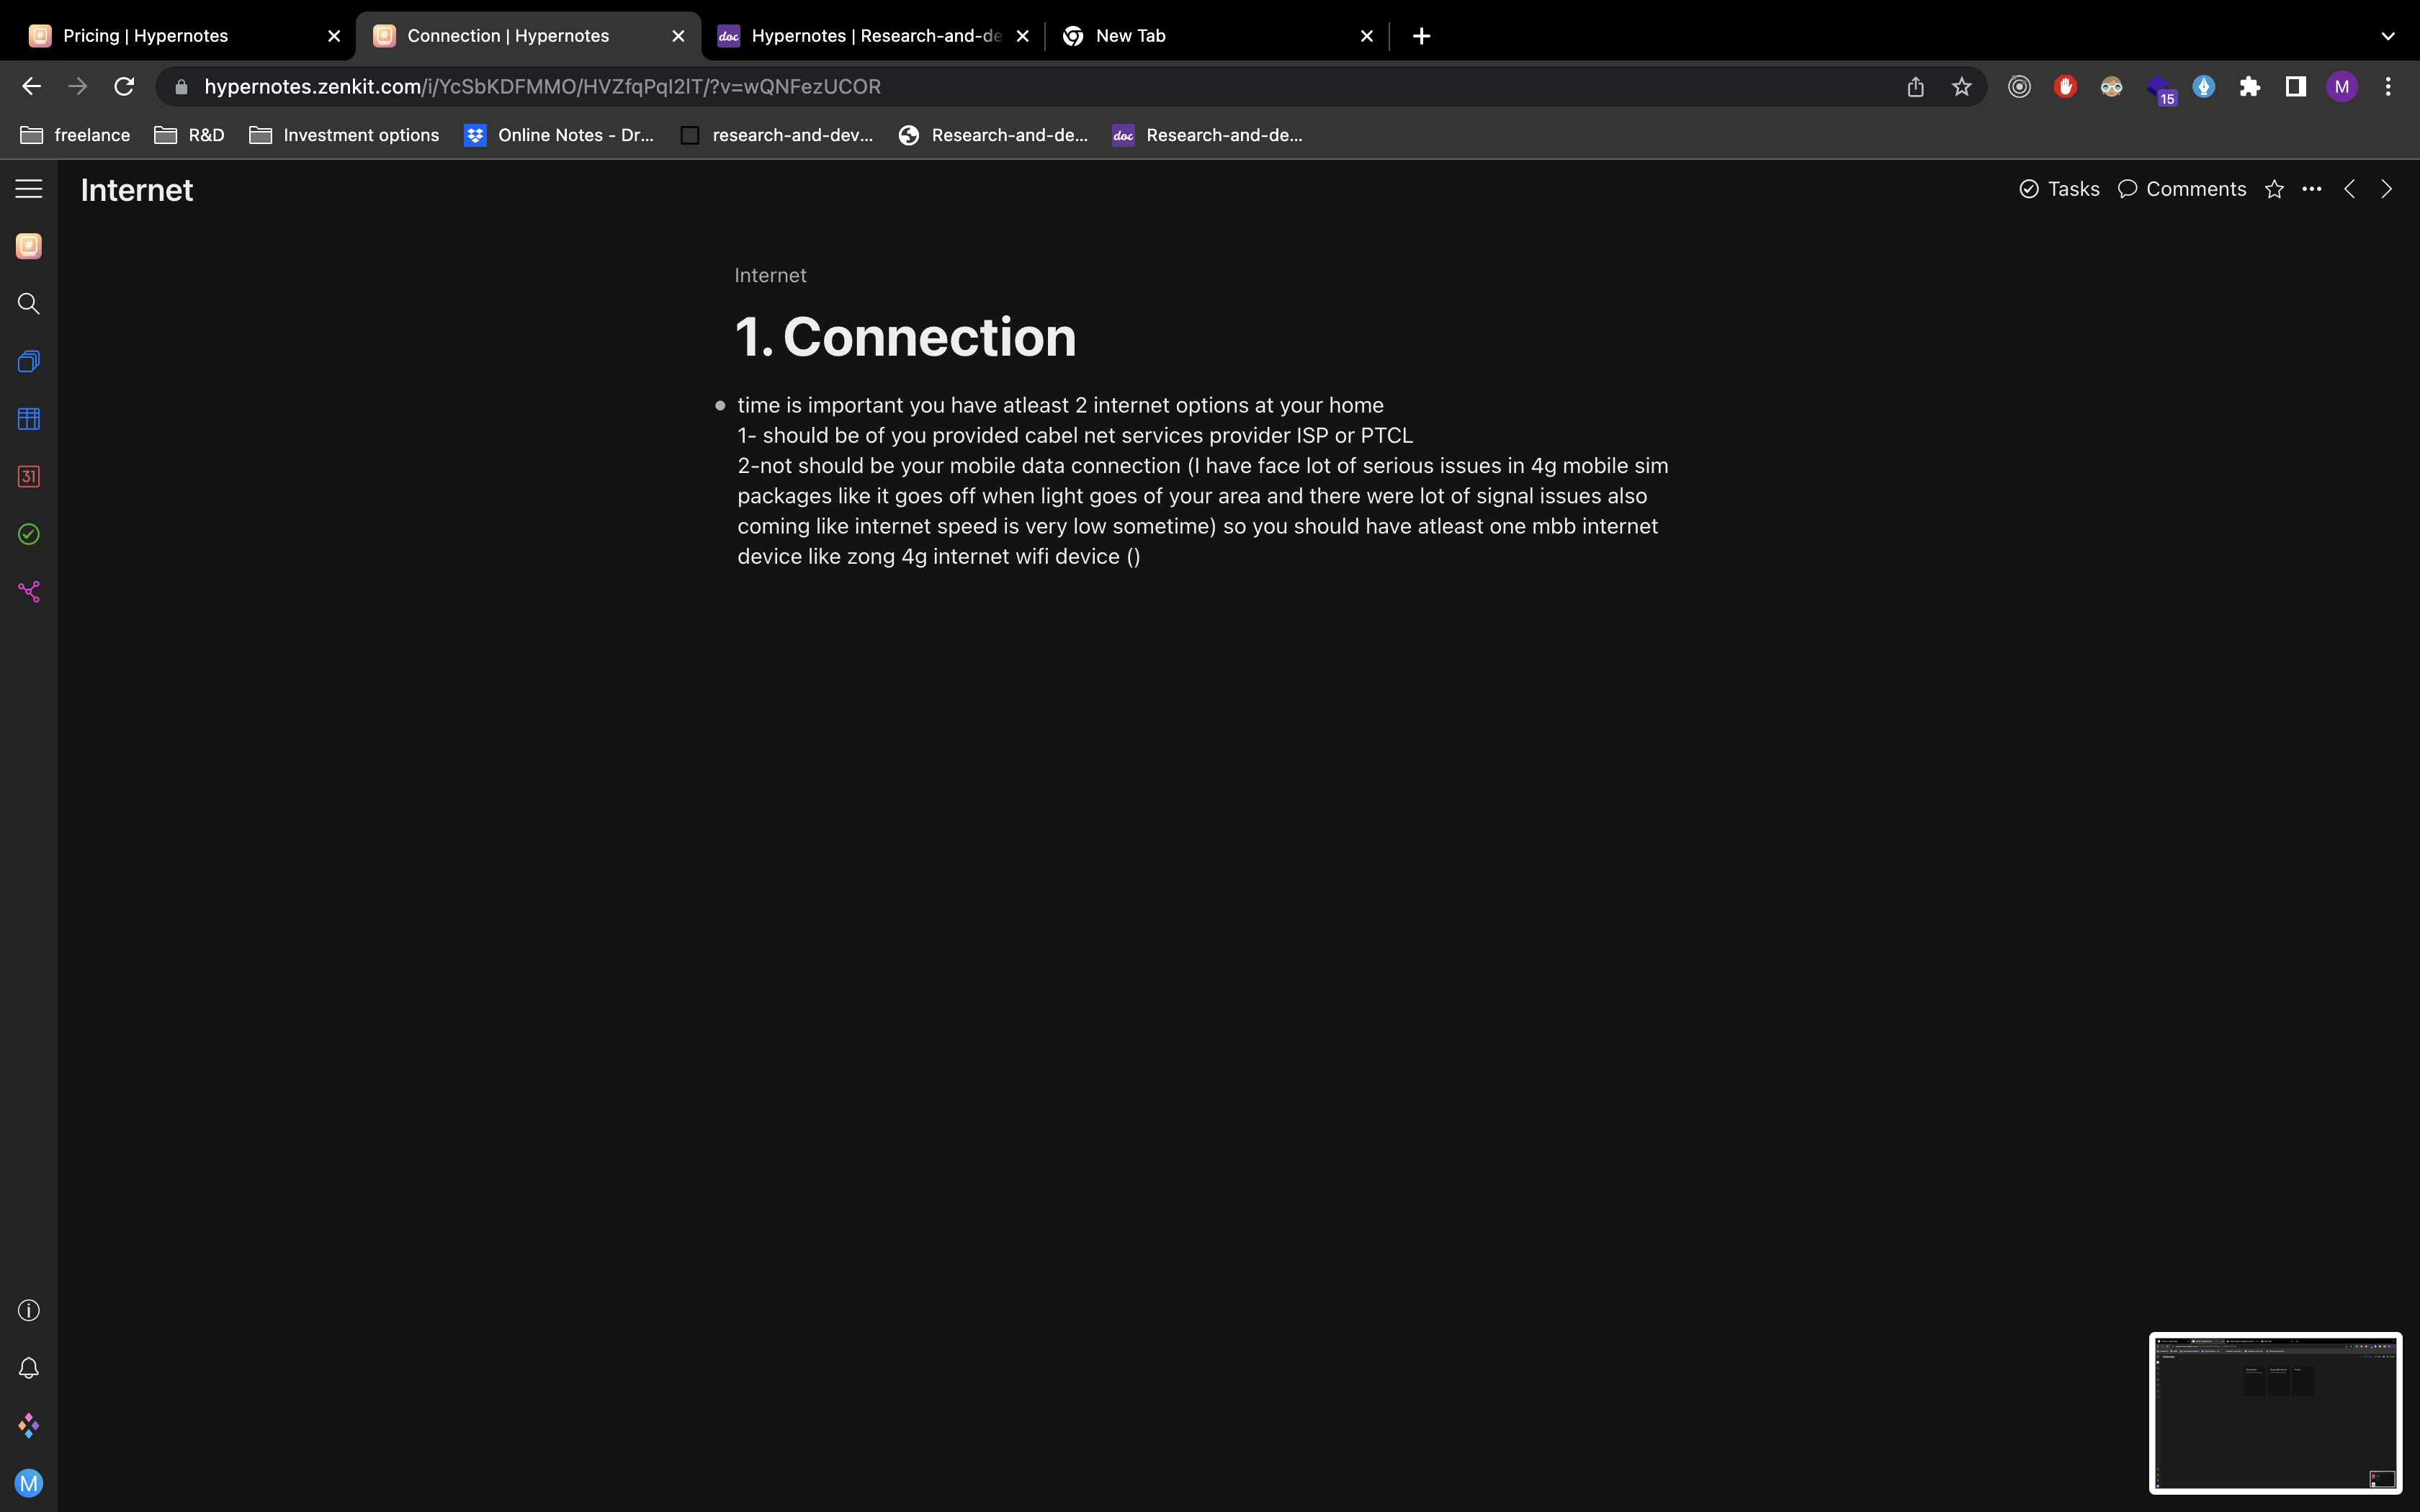 Pricing | Hypernotes
Connection | Hypernotes
Hypernotes | Research-and-de
New Tab
hypernotes.zenkit.com/i/YcSbKDFMMO/HVZfqPqI2lT/?v=wQNFezUCOR
15
M
freelance
R&D
Investment options
Online Notes - Dr...
research-and-dev...
doc
Research-and-de...
doc
Research-and-de...
Internet
Tasks
Comments
31
Internet
1. Connection
time is important you have atleast 2 internet options at your home
1- should be of you provided cabel net services provider ISP or PTCL
2-not should be your mobile data connection (I have face lot of serious issues in 4g mobile sim
packages like it goes off when light goes of your area and there were lot of signal issues also
coming like internet speed is very low sometime) so you should have atleast one mbb internet
device like zong 4g internet wifi device ()
M